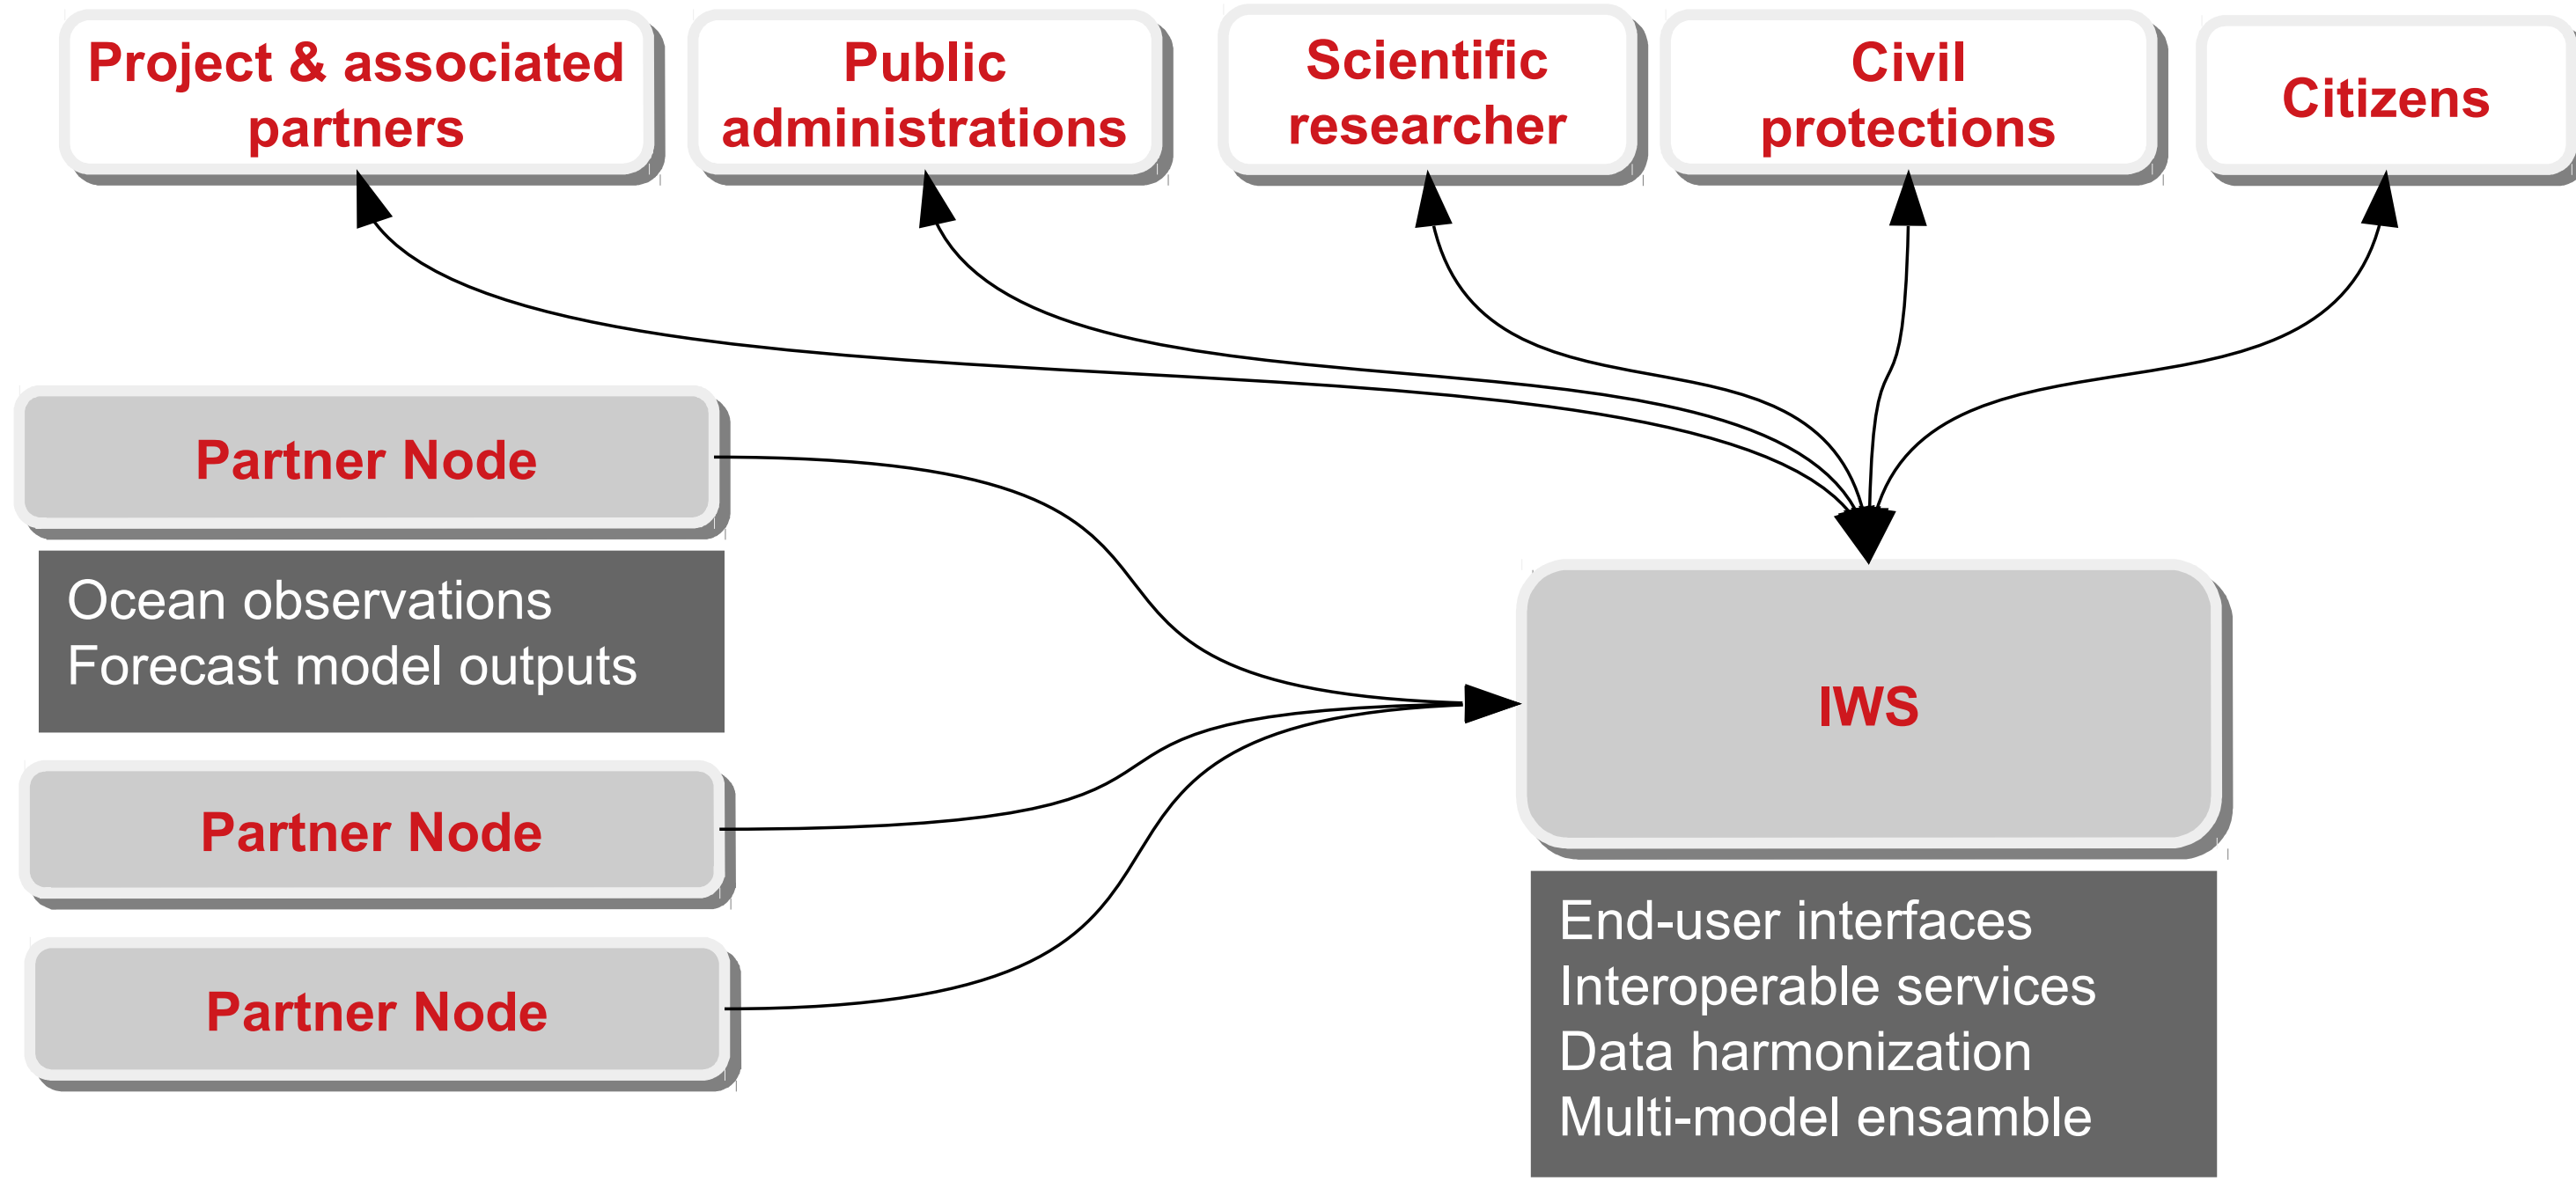 Project & associated
partners
Public
administrations
Scientific
researcher
Civil
protections
Citizens
Partner Node
Ocean observations
Forecast model outputs
Partner Node
Partner Node
IWS
End-user interfaces
Interoperable services
Data harmonization
Multi-model ensamble